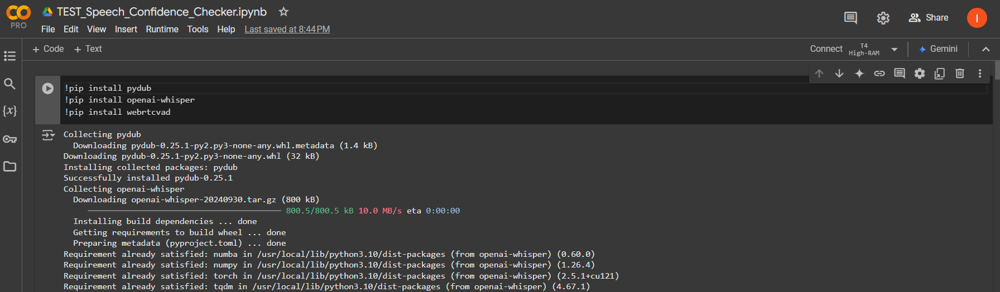 TEST_Speech_Confidence_Checker.ipynb
PRO
File Edit View Insert Runtime Tools Help Last saved at 8:44 PM
Share
I
+ Code + Text
Connect T4 High-RAM
Gemini
{x}
!pip install pydub
!pip install openai-whisper
!pip install webrtcvad
Collecting pydub
Downloading pydub-0.25.1-py2.py3-none-any.whl.metadata (1.4 kB)
Downloading pydub-0.25.1-py2.py3-none-any.whl (32 kB)
Installing collected packages: pydub
Successfully installed pydub-0.25.1
Collecting openai-whisper
Downloading openai-whisper-20240930.tar.gz (800 kB)
800.5/800.5 kB 10.0 MB/s eta 0:00:00
Installing build dependencies ... done
Getting requirements to build wheel ... done
Preparing metadata (pyproject.toml) ... done
Requirement already satisfied: numba in /usr/local/lib/python3.10/dist-packages (from openai-whisper) (0.60.0)
Requirement already satisfied: numpy in /usr/local/lib/python3.10/dist-packages (from openai-whisper) (1.26.4)
Requirement already satisfied: torch in /usr/local/lib/python3.10/dist-packages (from openai-whisper) (2.5.1+cu121)
Requirement already satisfied: tqdm in /usr/local/lib/python3.10/dist-packages (from openai-whisper) (4.67.1)